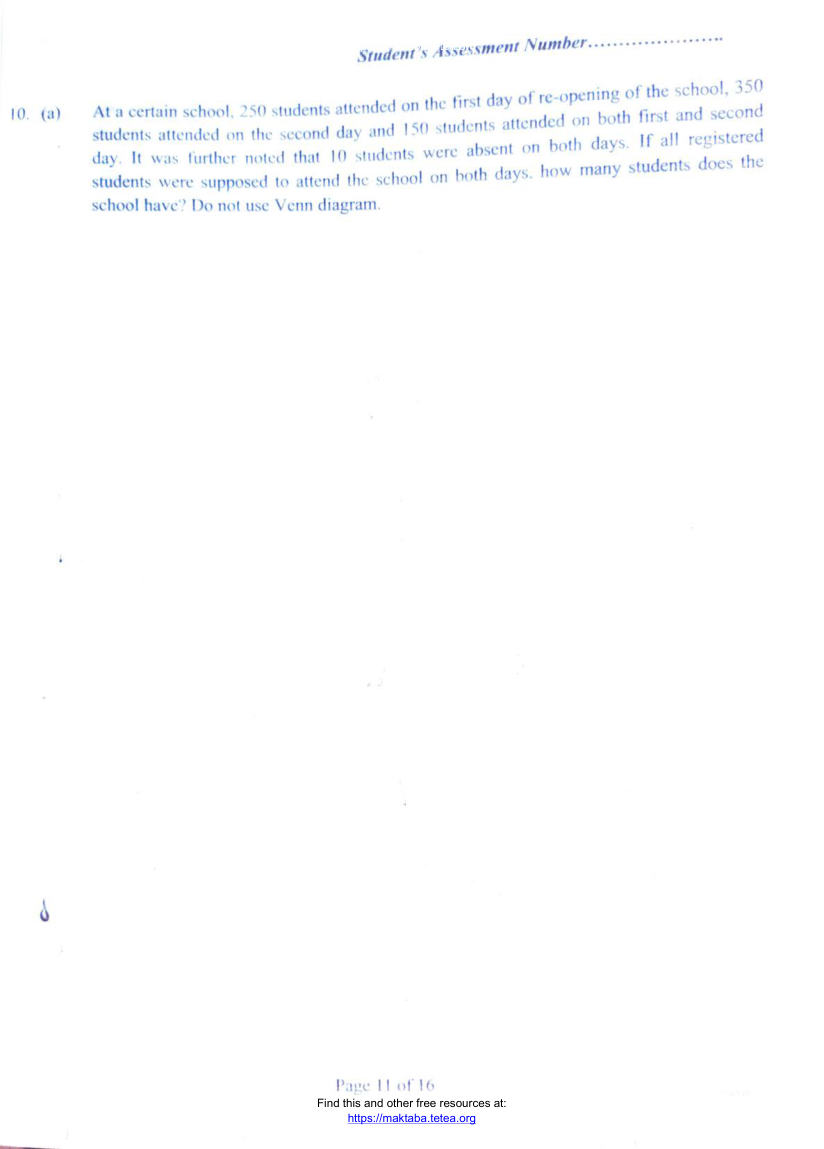 Student's Assessment Number........................
10. (a) At a certain school, 250 students attended on the first day of re-opening of the school, 350
students attended on the second day and 150 students attended on both first and second
day. It was further noted that 10 students were absent on both days. If all registered
students were supposed to attend the school on both days, how many students does the
school have? Do not use Venn diagram.
Page 11 of 16
Find this and other free resources at:
https://maktaba.tetea.org